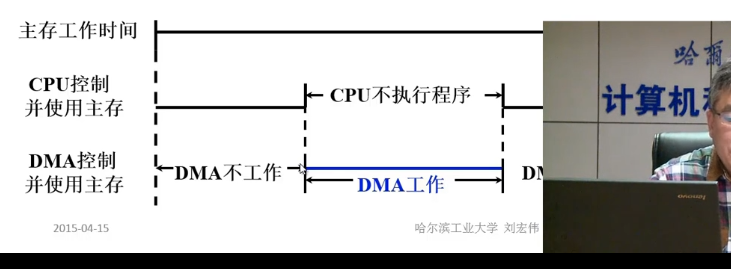 主存工作时间
CPU控制
并使用主存
CPU不执行程序
DMA控制
并使用主存
DMA不工作
DMA工作
2015-04-15
哈尔滨工业大学 刘宏伟
哈爾
计算机